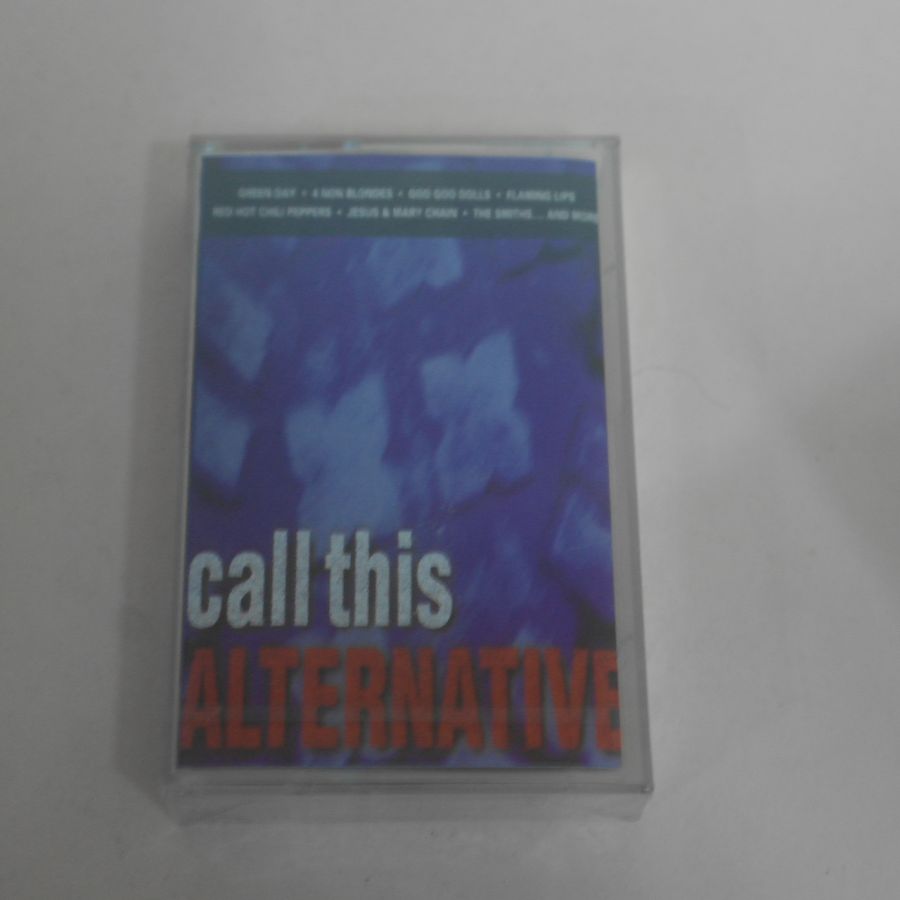 GREEN DAY • 4 NON BLONDES • GOO GOO DOLLS • FLAMING LIPS
RED HOT CHILI PEPPERS • JESUS & MARY CHAIN • THE SMITHS... AND MORE
call this
ALTERNATIVE